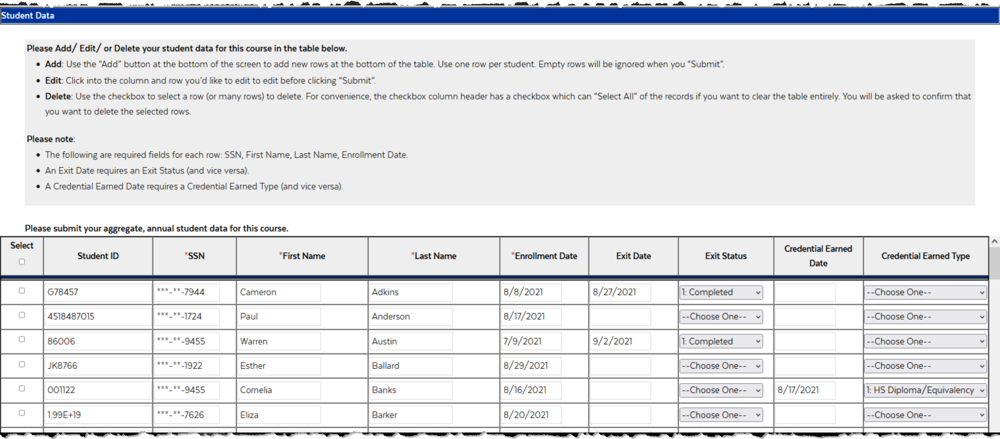 Student Data
Please Add/ Edit/ or Delete your student data for this course in the table below.
• Add: Use the “Add” button at the bottom of the screen to add new rows at the bottom of the table. Use one row per student. Empty rows will be ignored when you “Submit”.
• Edit: Click into the column and row you’d like to edit to edit before clicking “Submit”.
• Delete: Use the checkbox to select a row (or many rows) to delete. For convenience, the checkbox column header has a checkbox which can “Select All” of the records if you want to clear the table entirely. You will be asked to confirm that
you want to delete the selected rows.
Please note:
• The following are required fields for each row: SSN, First Name, Last Name, Enrollment Date.
• An Exit Date requires an Exit Status (and vice versa).
• A Credential Earned Date requires a Credential Earned Type (and vice versa).
Please submit your aggregate, annual student data for this course.
Select Student ID *SSN *First Name *Last Name *Enrollment Date Exit Date Exit Status Credential Earned Date Credential Earned Type
G78457 ***-**-7944 Cameron Adkins 8/8/2021 8/27/2021 1: Completed --Choose One--
4518487015 ***-**-1724 Paul Anderson 8/17/2021 --Choose One-- --Choose One--
86006 ***-**-9455 Warren Austin 7/9/2021 9/2/2021 1: Completed --Choose One--
JK8766 ***-**-1922 Esther Ballard 8/29/2021 --Choose One-- --Choose One--
001122 ***-**-9455 Cornelia Banks 8/16/2021 --Choose One-- 8/17/2021 1: HS Diploma/Equivalency
1.99E+19 ***-**-7626 Eliza Barker 8/20/2021 --Choose One-- --Choose One--